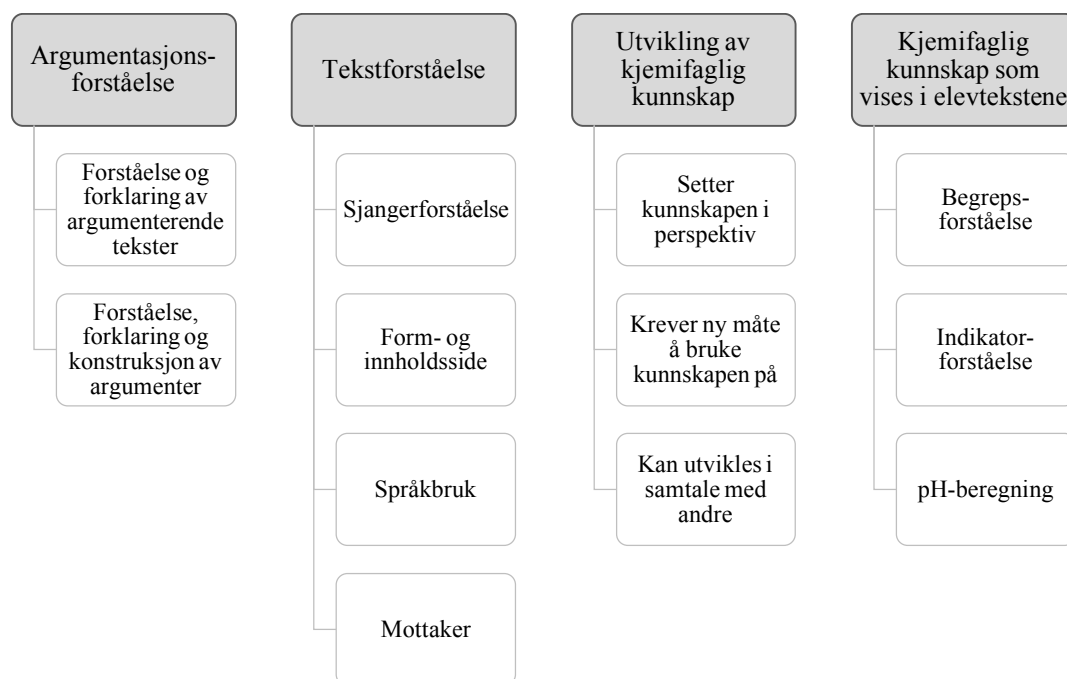 Argumentasjons-
forståelse
Forståelse og
forklaring av
argumenterende
tekster
Forståelse,
forklaring og
konstruksjon av
argumenter
Tekstforståelse
Sjangerforståelse
Form- og
innholdsside
Språkbruk
Mottaker
Utvikling av
kjemifaglig
kunnskap
Setter
kunnskapen i
perspektiv
Krever ny måte
å bruke
kunnskapen på
Kan utvikles i
samtale med
andre
Kjemifaglig
kunnskap som
vises i elevtekstene
Begreps-
forståelse
Indikator-
forståelse
pH-beregning